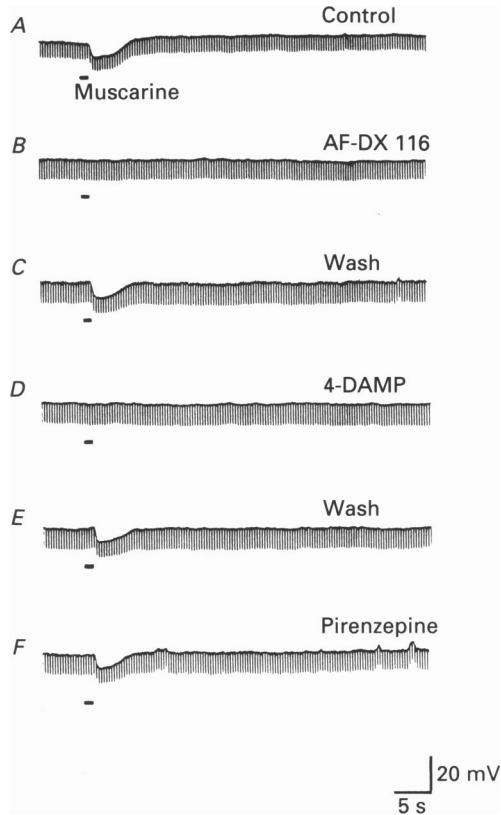 A
Control
Muscarine
B
AF-DX 116
C
Wash
D
4-DAMP
E
Wash
F
Pirenzepine
20 mV
5 s